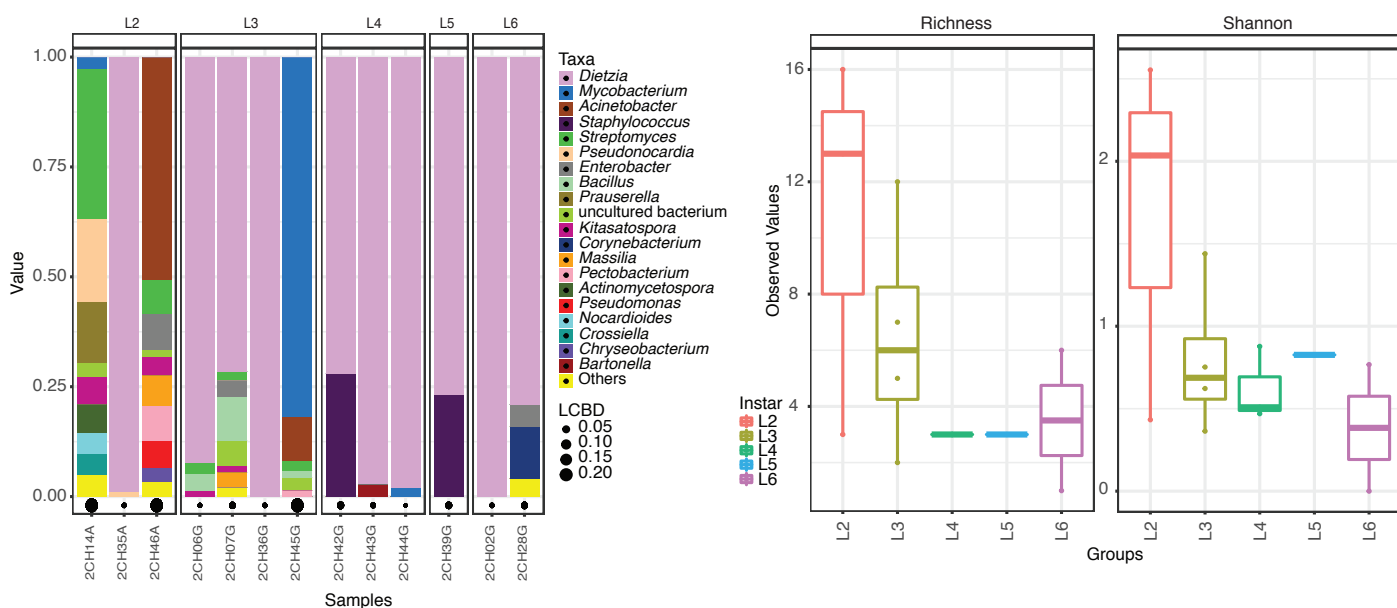 L2 L3 L4 L5 L6
1.00
0.75
0.50
0.25
0.00
Value
2CH14A
2CH35A
2CH46A
2CH06G
2CH07G
2CH36G
2CH45G
2CH42G
2CH43G
2CH44G
2CH39G
2CH02G
2CH28G
Samples
Taxa
Dietzia
Mycobacterium
Acinetobacter
Staphylococcus
Streptomyces
Pseudonocardia
Enterobacter
Bacillus
Prauserella
uncultured bacterium
Kitasatospora
Corynebacterium
Massilia
Pectobacterium
Actinomycetospora
Pseudomonas
Nocardioides
Crossiella
Chryseobacterium
Bartonella
Others
LCBD
0.05
0.10
0.15
0.20
Richness
Shannon
16
12
8
4
Observed Values
2
1
0
Instar
L2
L3
L4
L5
L6
L2 L3 L4 L5 L6
L2 L3 L4 L5 L6
Groups